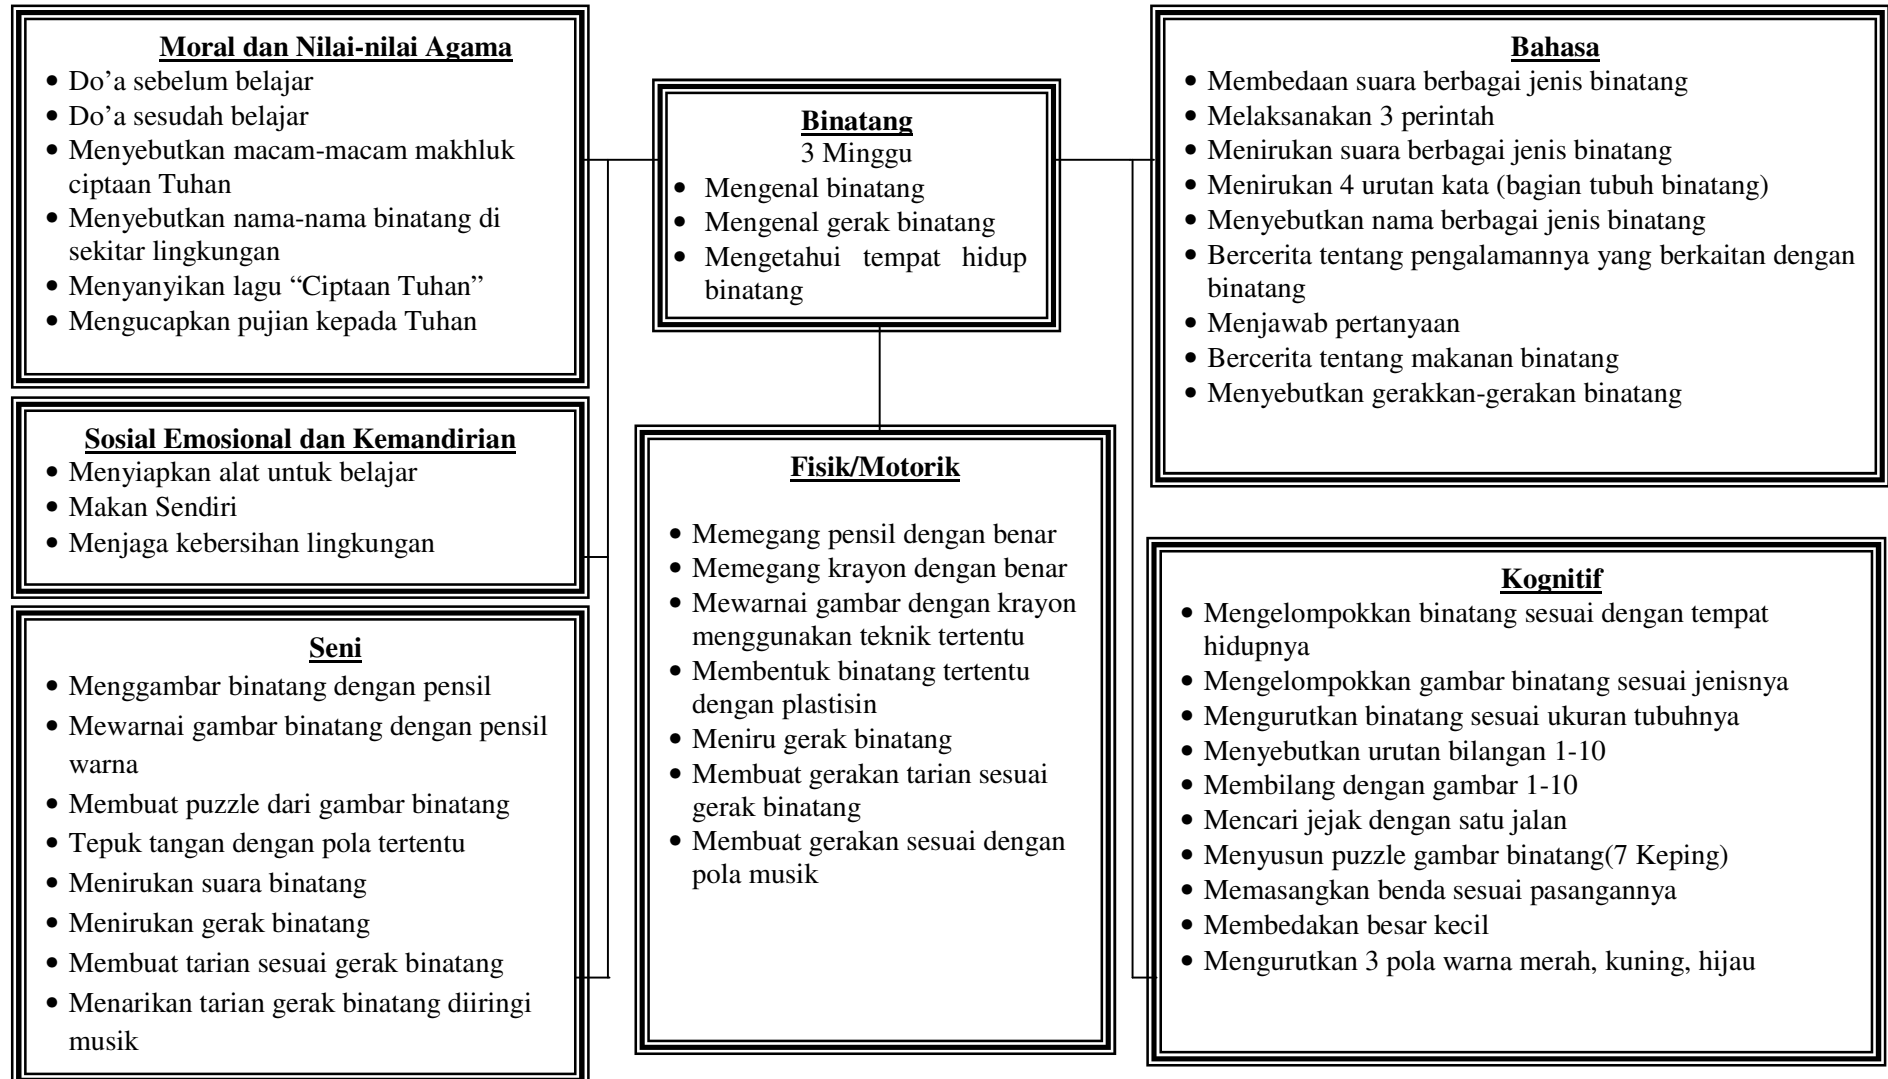 Moral dan Nilai-nilai Agama
• Do’a sebelum belajar
• Do’a sesudah belajar
• Menyebutkan macam-macam makhluk
ciptaan Tuhan
• Menyebutkan nama-nama binatang di
sekitar lingkungan
• Menyanyikan lagu “Ciptaan Tuhan”
• Mengucapkan pujian kepada Tuhan
Sosial Emosional dan Kemandirian
• Menyiapkan alat untuk belajar
• Makan Sendiri
• Menjaga kebersihan lingkungan
Seni
• Menggambar binatang dengan pensil
• Mewarnai gambar binatang dengan pensil
warna
• Membuat puzzle dari gambar binatang
• Tepuk tangan dengan pola tertentu
• Menirukan suara binatang
• Menirukan gerak binatang
• Membuat tarian sesuai gerak binatang
• Menarikan tarian gerak binatang diiringi
musik
Binatang
3 Minggu
• Mengenal binatang
• Mengenal gerak binatang
• Mengetahui tempat hidup
binatang
Fisik/Motorik
• Memegang pensil dengan benar
• Memegang krayon dengan benar
• Mewarnai gambar dengan krayon
menggunakan teknik tertentu
• Membentuk binatang tertentu
dengan plastisin
• Meniru gerak binatang
• Membuat gerakan tarian sesuai
gerak binatang
• Membuat gerakan sesuai dengan
pola musik
Bahasa
• Membedaan suara berbagai jenis binatang
• Melaksanakan 3 perintah
• Menirukan suara berbagai jenis binatang
• Menirukan 4 urutan kata (bagian tubuh binatang)
• Menyebutkan nama berbagai jenis binatang
• Bercerita tentang pengalamannya yang berkaitan dengan
binatang
• Menjawab pertanyaan
• Bercerita tentang makanan binatang
• Menyebutkan gerakkan-gerakan binatang
Kognitif
• Mengelompokkan binatang sesuai dengan tempat
hidupnya
• Mengelompokkan gambar binatang sesuai jenisnya
• Mengurutkan binatang sesuai ukuran tubuhnya
• Menyebutkan urutan bilangan 1-10
• Membilang dengan gambar 1-10
• Mencari jejak dengan satu jalan
• Menyusun puzzle gambar binatang(7 Keping)
• Memasangkan benda sesuai pasangannya
• Membedakan besar kecil
• Mengurutkan 3 pola warna merah, kuning, hijau